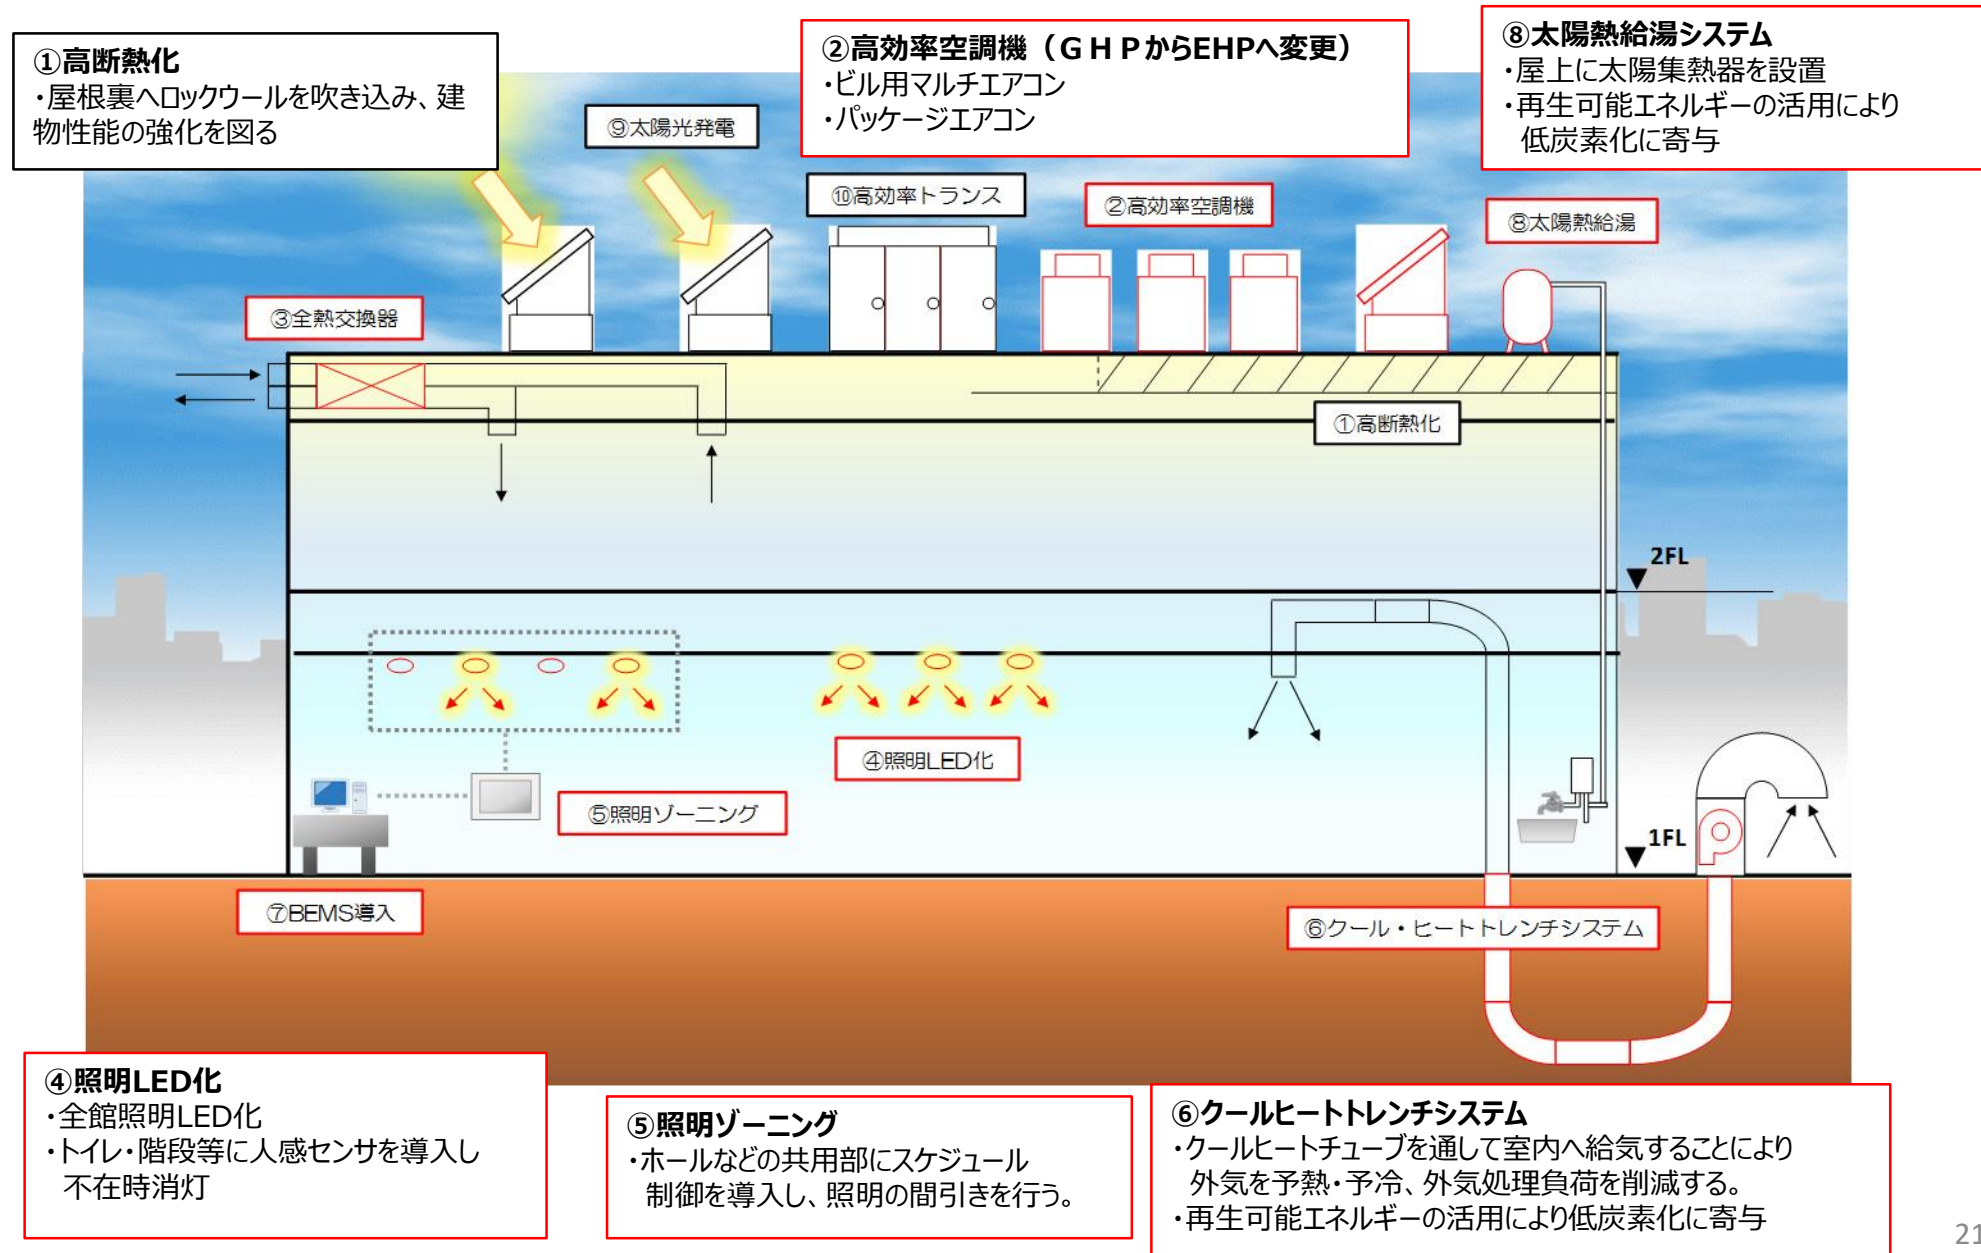 ①高断熱化
・屋根裏へロックウールを吹き込み、建
物性能の強化を図る
②高効率空調機（ＧＨＰからEHPへ変更）
・ビル用マルチエアコン
・パッケージエアコン
⑧太陽熱給湯システム
・屋上に太陽集熱器を設置
・再生可能エネルギーの活用により
低炭素化に寄与
⑨太陽光発電
⑩高効率トランス
②高効率空調機
⑧太陽熱給湯
③全熱交換器
①高断熱化
2FL
④照明LED化
⑤照明ゾーニング
1FL
⑦BEMS導入
⑥クール・ヒートトレンチシステム
④照明LED化
・全館照明LED化
・トイレ・階段等に人感センサを導入し
不在時消灯
⑤照明ゾーニング
・ホールなどの共用部にスケジュール
制御を導入し、照明の間引きを行う。
⑥クールヒートトレンチシステム
・クールヒートチューブを通して室内へ給気することにより
外気を予熱・予冷、外気処理負荷を削減する。
・再生可能エネルギーの活用により低炭素化に寄与
21